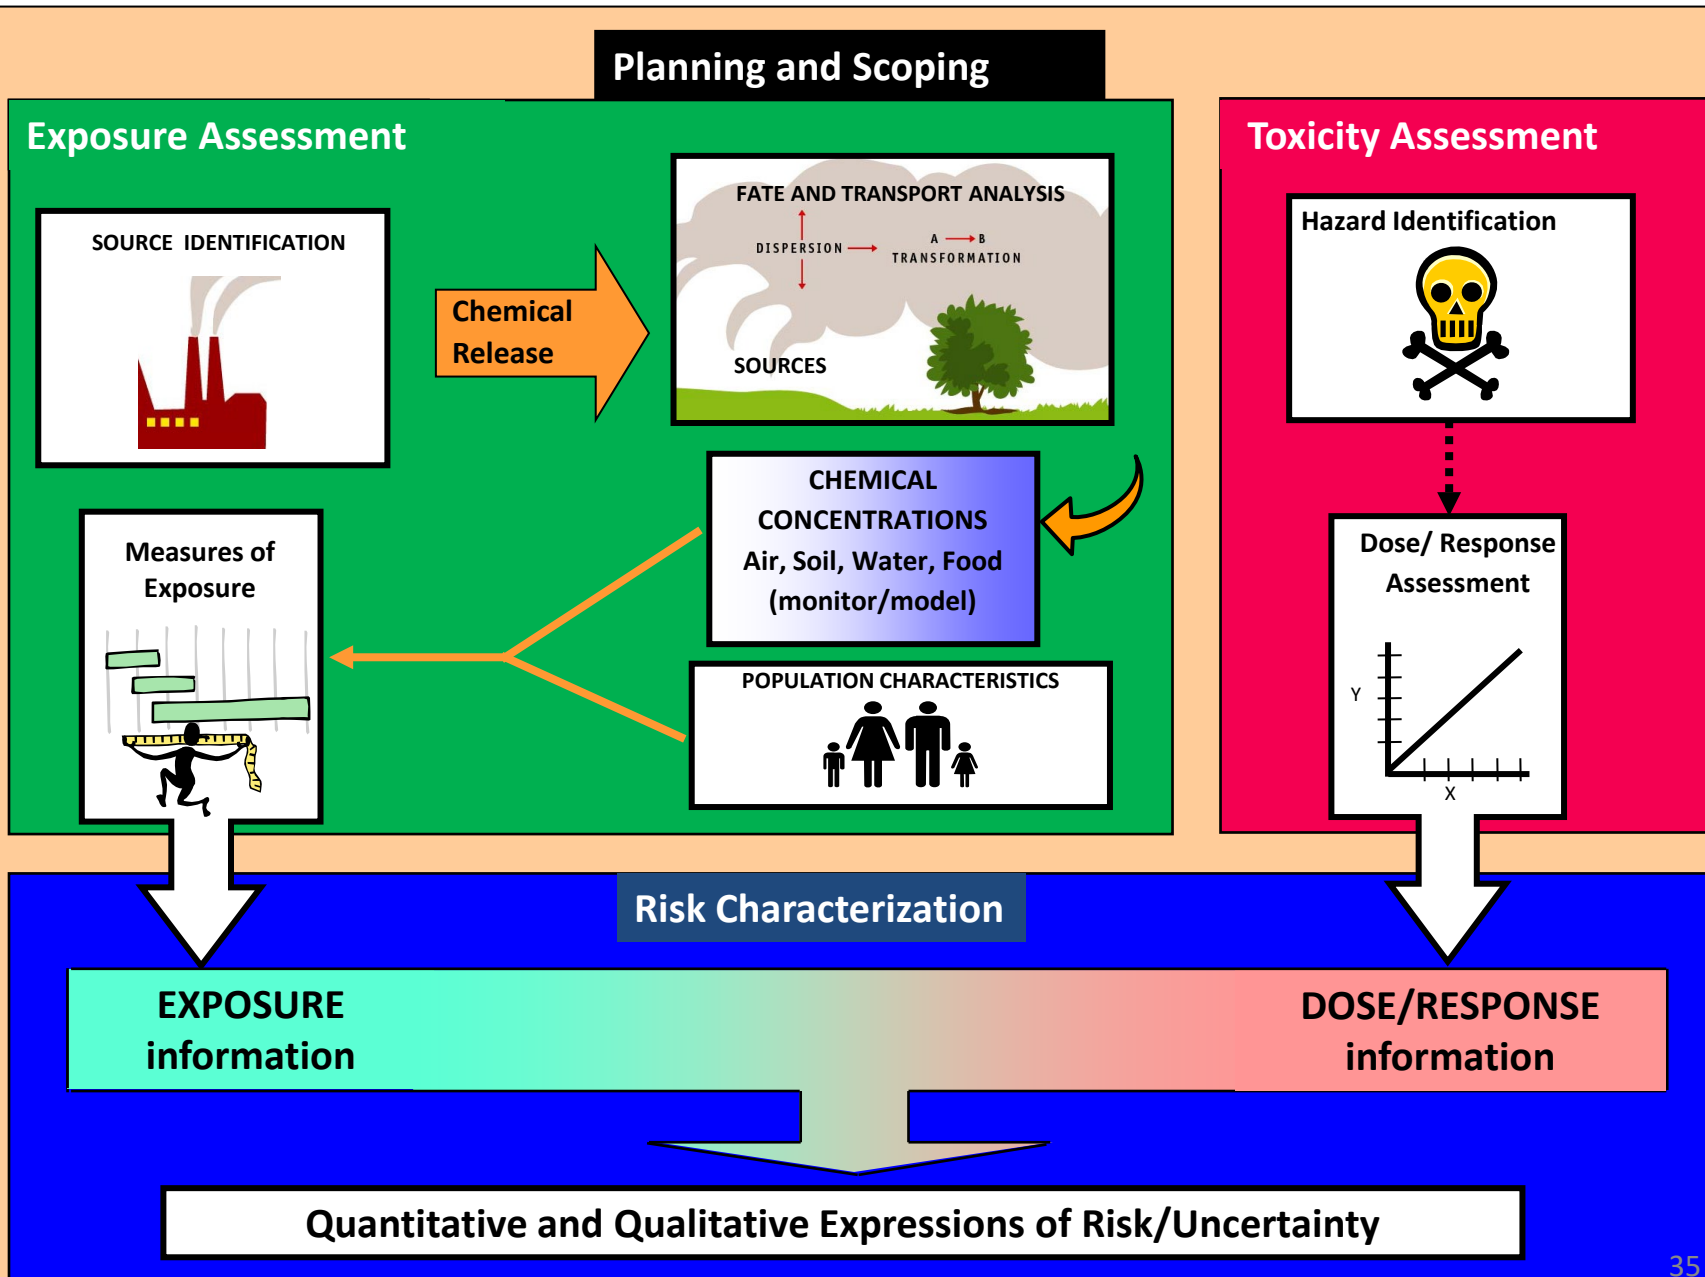 Planning and Scoping
Exposure Assessment
SOURCE IDENTIFICATION
Chemical
Release
FATE AND TRANSPORT ANALYSIS
DISPERSION
A B
TRANSFORMATION
SOURCES
CHEMICAL
CONCENTRATIONS
Air, Soil, Water, Food
(monitor/model)
POPULATION CHARACTERISTICS
Measures of
Exposure
Toxicity Assessment
Hazard Identification
Dose/ Response
Assessment
Y
X
Risk Characterization
EXPOSURE
information
DOSE/RESPONSE
information
Quantitative and Qualitative Expressions of Risk/Uncertainty
35